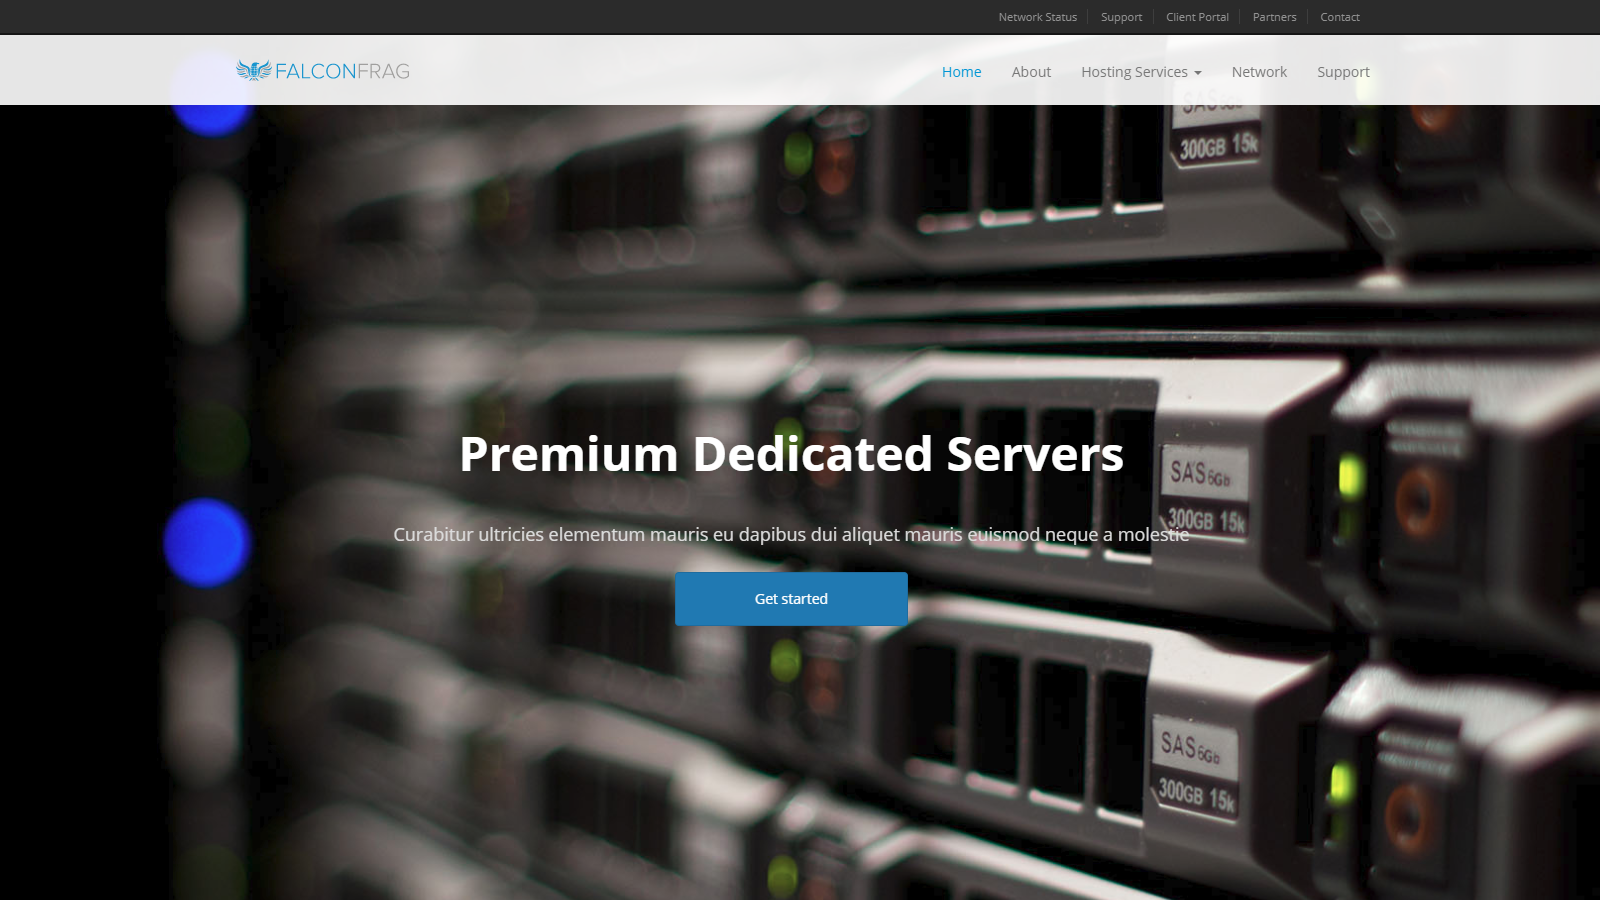 Network Status Support Client Portal Partners Contact
FALCONFRAG
Home About Hosting Services Network Support
SAS 6Gb
300GB 15k
Premium Dedicated Servers
SAS 6Gb
300GB 15k
Curabitur ultricies elementum mauris eu dapibus dui aliquet mauris euismod neque a molestie
Get started
SAS 6Gb
300GB 15k